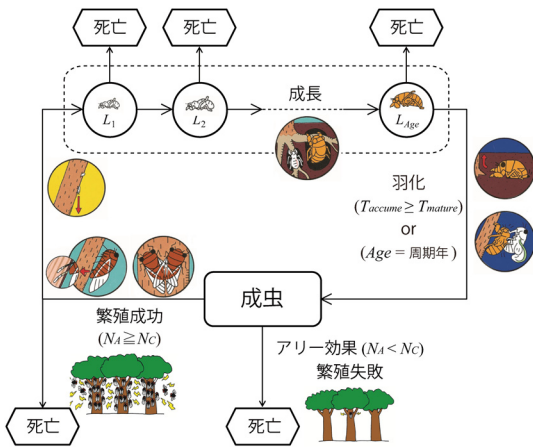 死亡
死亡
死亡
L1
L2
成長
LAge
羽化
(Taccume ≥ Tmature)
or
(Age = 周期年)
成虫
繁殖成功
(NA≧NC)
アリー効果 (NA < NC)
繁殖失敗
死亡
死亡